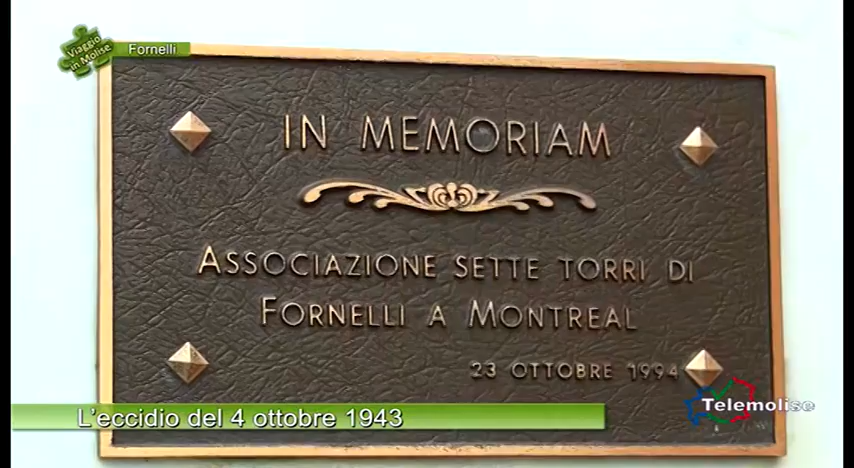 Viaggio
in Molise
Fornelli
IN MEMORIAM
ASSOCIAZIONE SETTE TORRI DI
FORNELLI A MONTREAL
23 OTTOBRE 1994
L'eccidio del 4 ottobre 1943
Telemolise